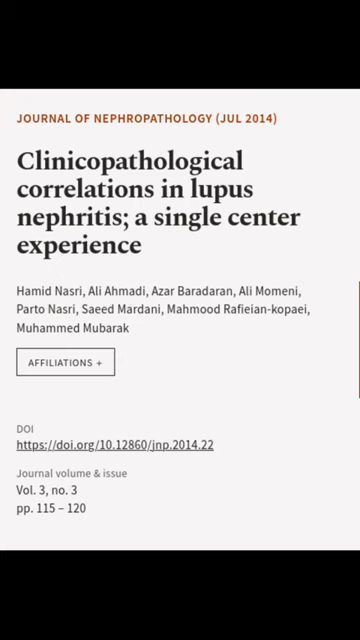 JOURNAL OF NEPHROPATHOLOGY (JUL 2014)
Clinicopathological
correlations in lupus
nephritis; a single center
experience
Hamid Nasri, Ali Ahmadi, Azar Baradaran, Ali Momeni,
Parto Nasri, Saeed Mardani, Mahmood Rafieian-kopaei,
Muhammed Mubarak
AFFILIATIONS +
DOI
https://doi.org/10.12860/jnp.2014.22
Journal volume & issue
Vol. 3, no. 3
pp. 115 – 120